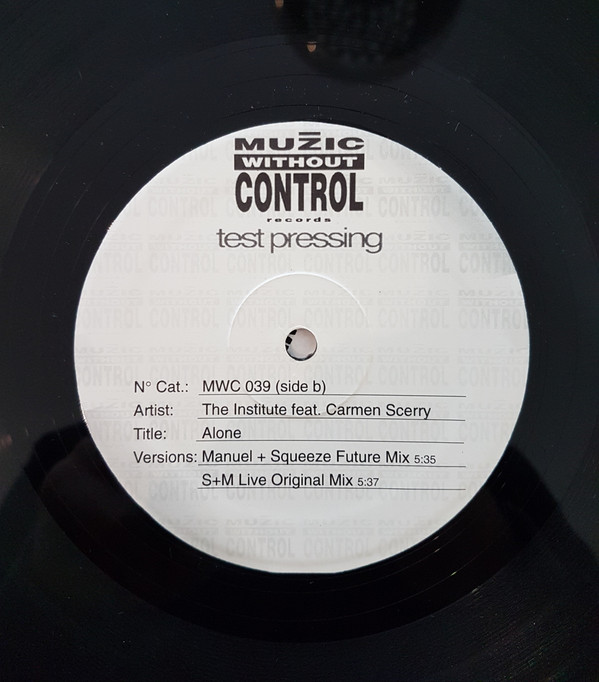 MUZIC
WITHOUT
CONTROL
records
test pressing
N° Cat.: MWC 039 (side b)
Artist: The Institute feat. Carmen Scerry
Title: Alone
Versions: Manuel + Squeeze Future Mix 5:35
S+M Live Original Mix 5:37